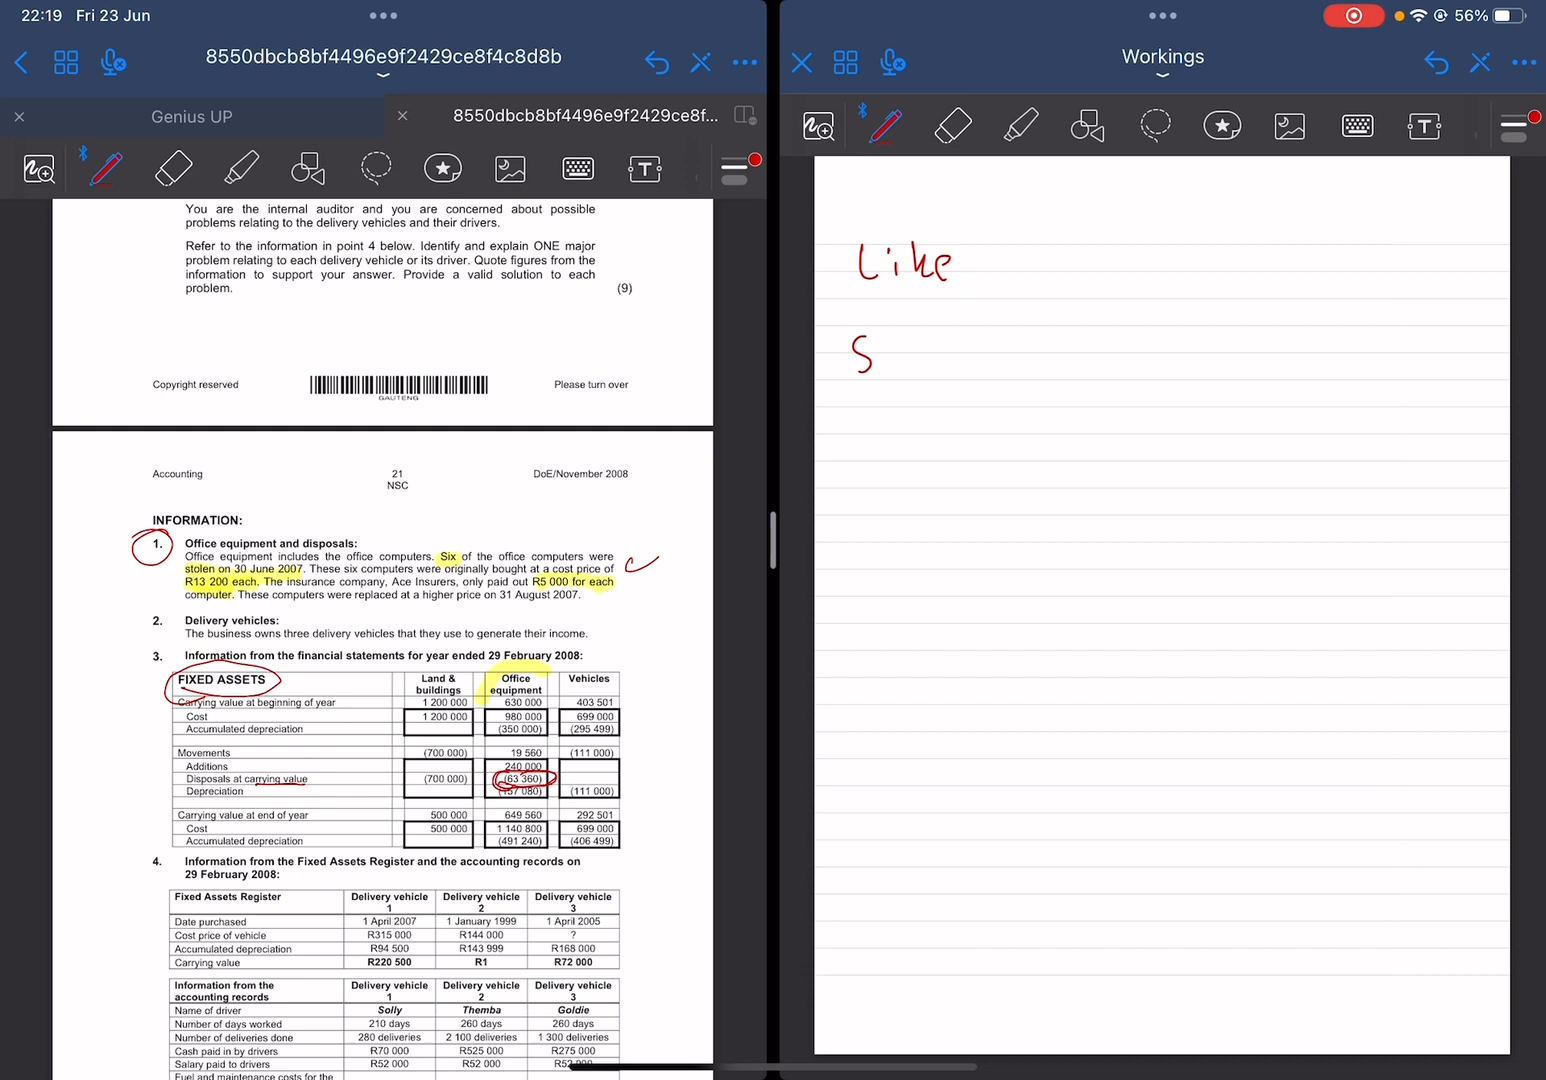 22:19 Fri 23 Jun
56%
8550dbcb8bf4496e9f2429ce8f4c8d8b
Workings
Genius UP
8550dbcb8bf4496e9f2429ce8f...
You are the internal auditor and you are concerned about possible
problems relating to the delivery vehicles and their drivers.
Refer to the information in point 4 below. Identify and explain ONE major
problem relating to each delivery vehicle or its driver. Quote figures from the
information to support your answer. Provide a valid solution to each
problem. (9)
Copyright reserved
GAUTENG
Please turn over
Accounting 21 DoE/November 2008
NSC
INFORMATION:
1. Office equipment and disposals:
Office equipment includes the office computers. Six of the office computers were
stolen on 30 June 2007. These six computers were originally bought at a cost price of
R13 200 each. The insurance company, Ace Insurers, only paid out R5 000 for each
computer. These computers were replaced at a higher price on 31 August 2007.
2. Delivery vehicles:
The business owns three delivery vehicles that they use to generate their income.
3. Information from the financial statements for year ended 29 February 2008:
FIXED ASSETS Land & buildings Office equipment Vehicles
Carrying value at beginning of year 1 200 000 630 000 403 501
Cost 1 200 000 980 000 699 000
Accumulated depreciation (350 000) (295 499)
Movements (700 000) 19 560 (111 000)
Additions 240 000
Disposals at carrying value (700 000) (63 360)
Depreciation (157 080) (111 000)
Carrying value at end of year 500 000 649 560 292 501
Cost 500 000 1 140 800 699 000
Accumulated depreciation (491 240) (406 499)
4. Information from the Fixed Assets Register and the accounting records on
29 February 2008:
Fixed Assets Register Delivery vehicle 1 Delivery vehicle 2 Delivery vehicle 3
Date purchased 1 April 2007 1 January 1999 1 April 2005
Cost price of vehicle R315 000 R144 000 ?
Accumulated depreciation R94 500 R143 999 R168 000
Carrying value R220 500 R1 R72 000
Information from the accounting records Delivery vehicle 1 Delivery vehicle 2 Delivery vehicle 3
Name of driver Solly Themba Goldie
Number of days worked 210 days 260 days 260 days
Number of deliveries done 280 deliveries 2 100 deliveries 1 300 deliveries
Cash paid in by drivers R70 000 R525 000 R275 000
Salary paid to drivers R52 000 R52 000
Fuel and maintenance costs for the
Like
S